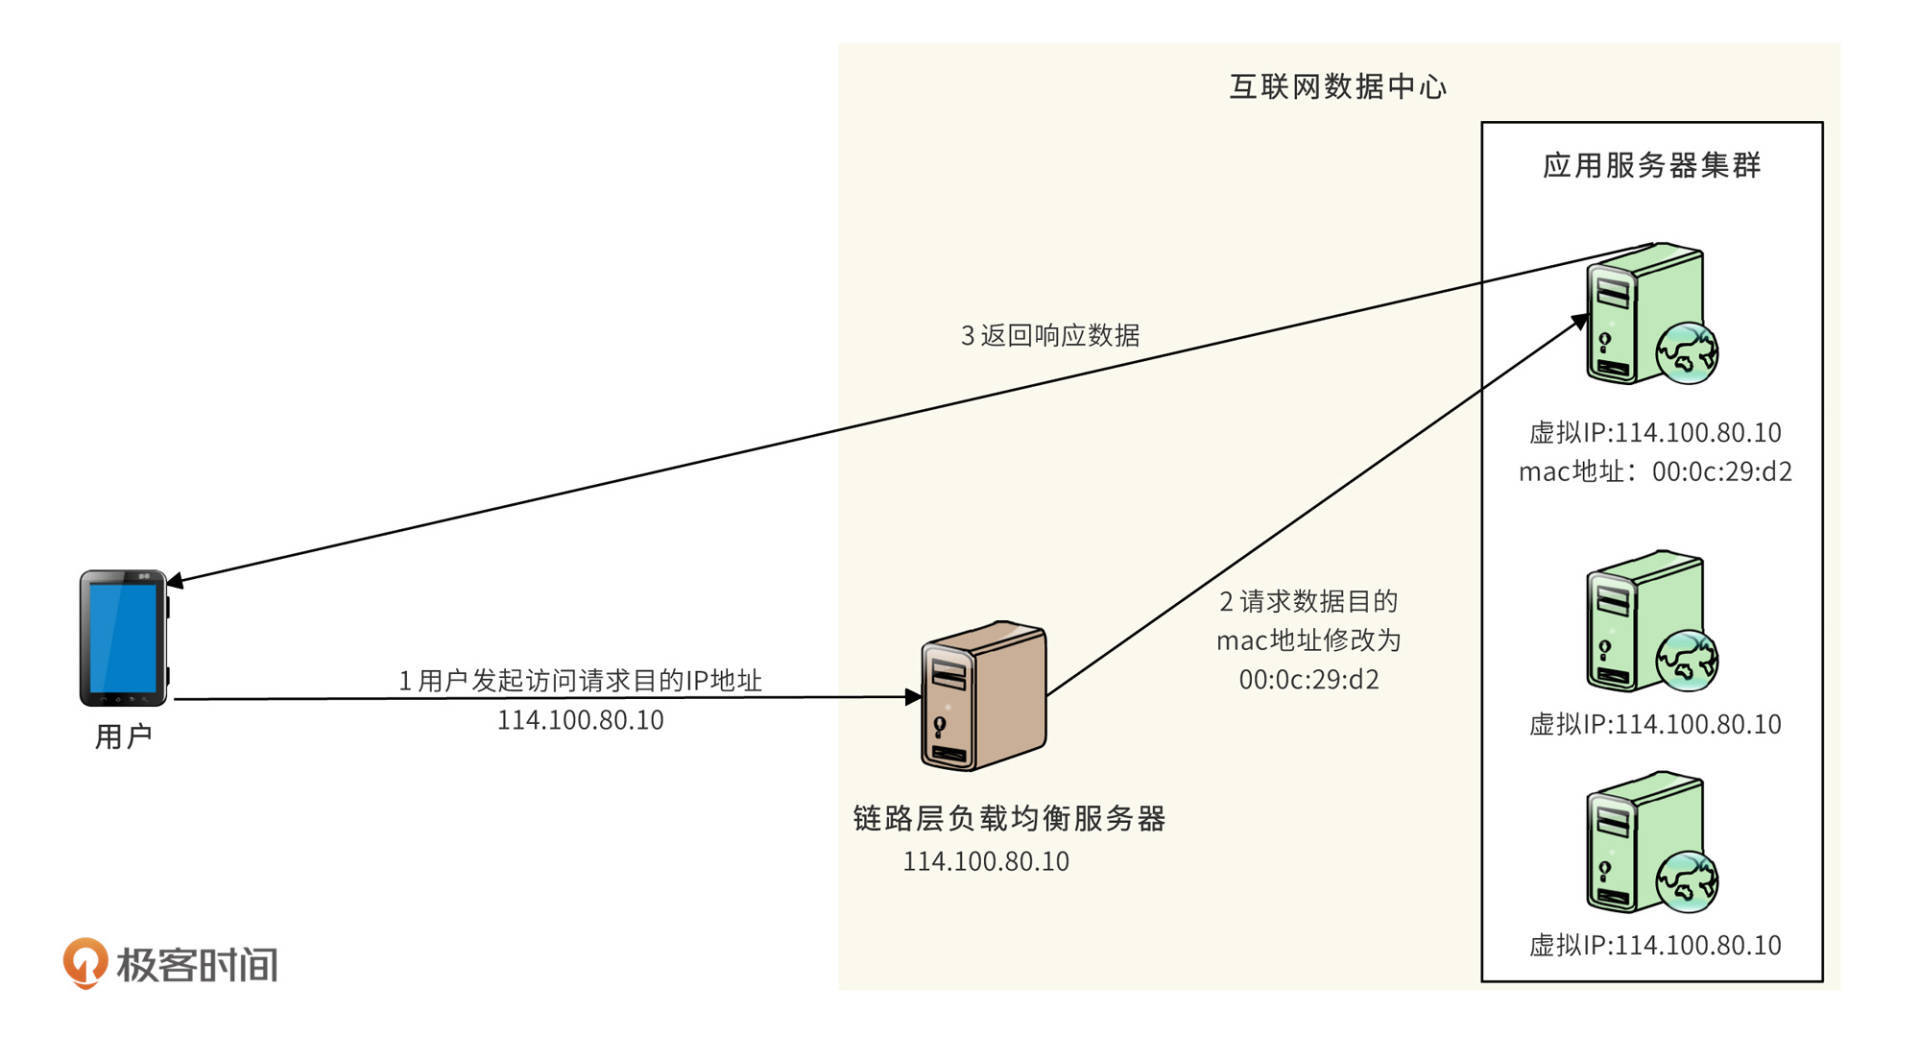 互联网数据中心
应用服务器集群
3 返回响应数据
虚拟IP:114.100.80.10
mac地址：00:0c:29:d2
2 请求数据目的
mac地址修改为
00:0c:29:d2
1 用户发起访问请求目的IP地址
114.100.80.10
用户
虚拟IP:114.100.80.10
链路层负载均衡服务器
114.100.80.10
虚拟IP:114.100.80.10
极客时间